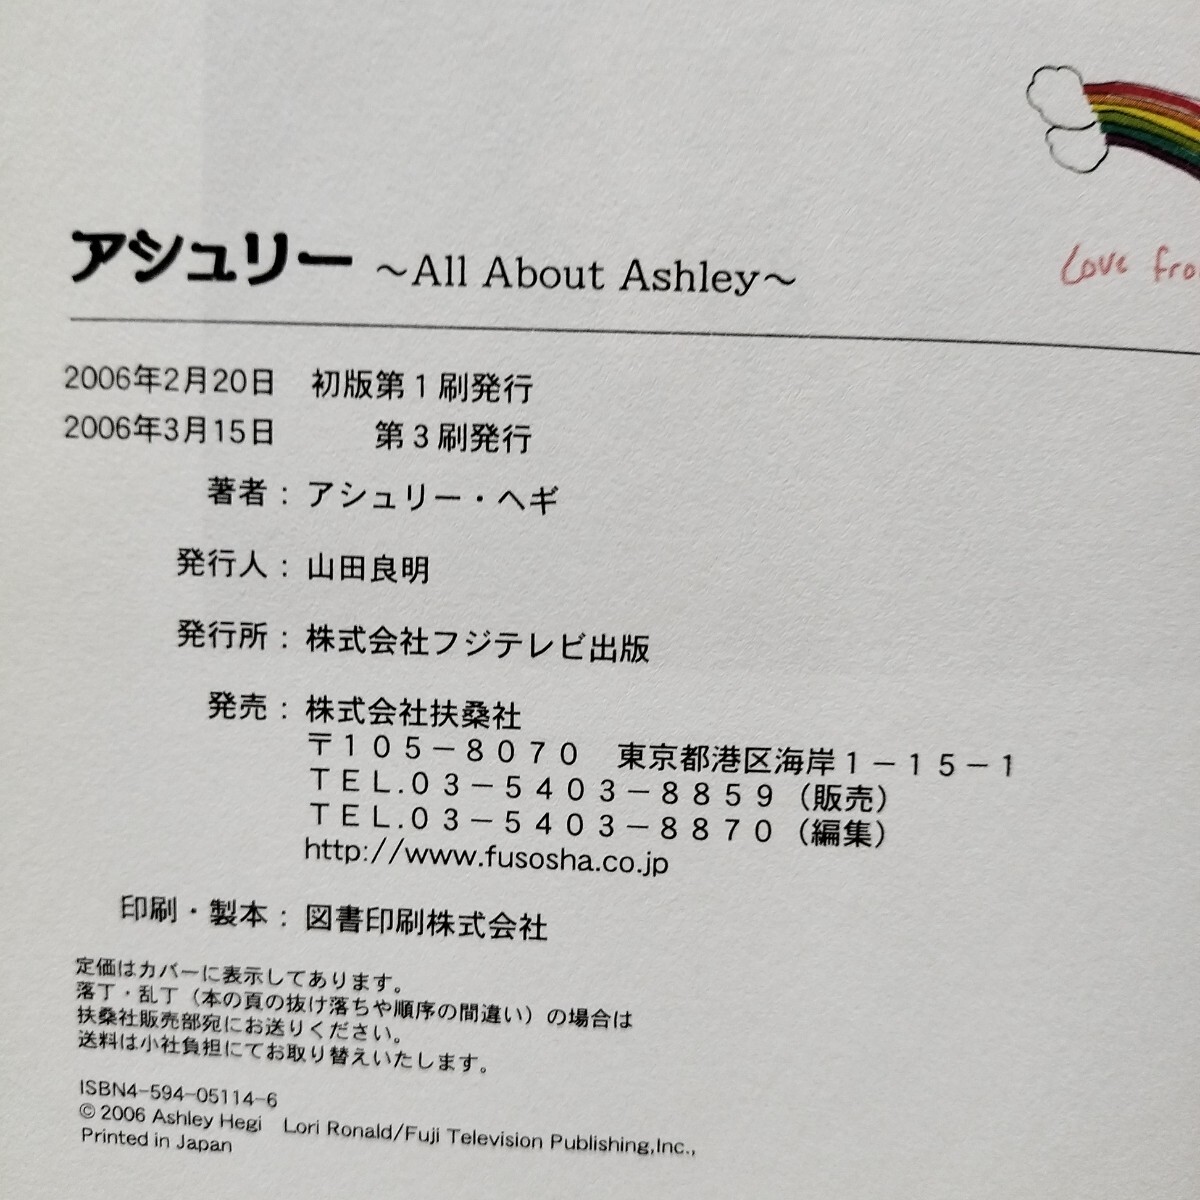 アシュリー ～All About Ashley～
Love fro
2006年2月20日　初版第1刷発行
2006年3月15日　　　第3刷発行
著者：アシュリー・ヘギ
発行人：山田良明
発行所：株式会社フジテレビ出版
発売：株式会社扶桑社
〒105－8070　東京都港区海岸1－15－1
TEL.03－5403－8859（販売）
TEL.03－5403－8870（編集）
http://www.fusosha.co.jp
印刷・製本：図書印刷株式会社
定価はカバーに表示してあります。
落丁・乱丁（本の頁の抜け落ちや順序の間違い）の場合は
扶桑社販売部宛にお送りください。
送料は小社負担にてお取り替えいたします。
ISBN4-594-05114-6
© 2006 Ashley Hegi　Lori Ronald/Fuji Television Publishing,Inc.,
Printed in Japan